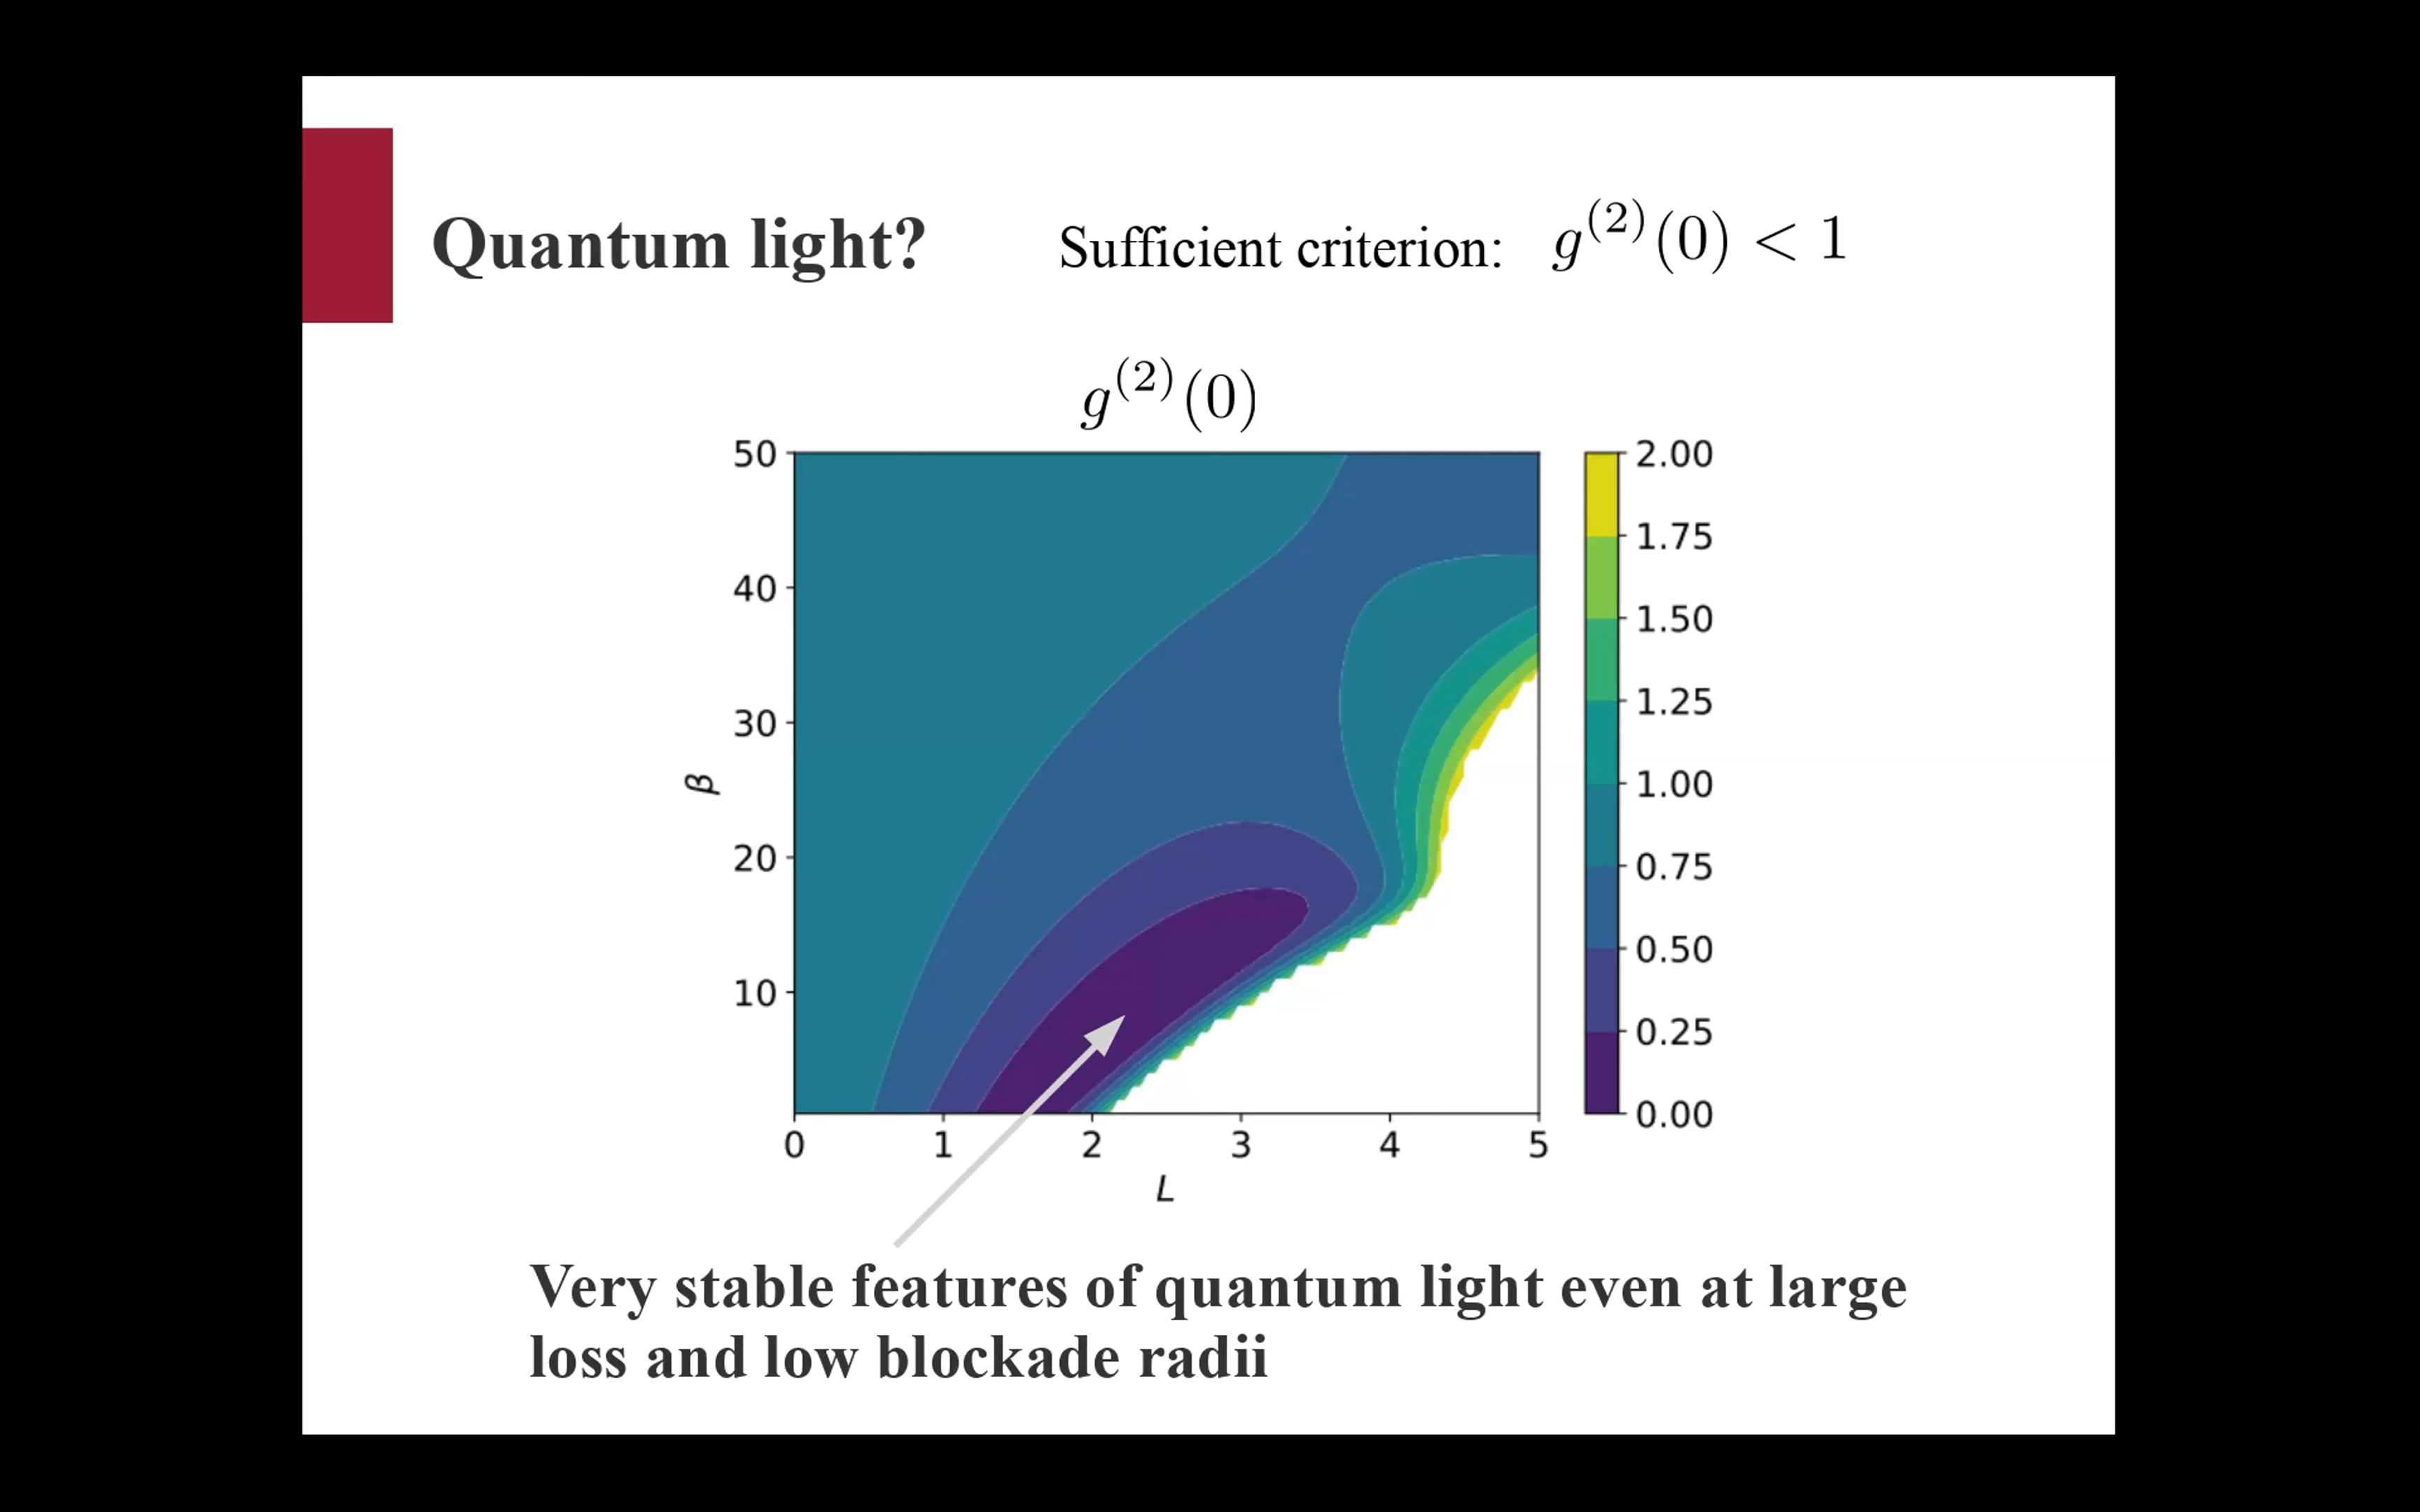 Quantum light?
Sufficient criterion: g^{(2)}(0) < 1
g^{(2)}(0)
50
40
30
20
10
β
0 1 2 3 4 5
L
2.00
1.75
1.50
1.25
1.00
0.75
0.50
0.25
0.00
Very stable features of quantum light even at large
loss and low blockade radii